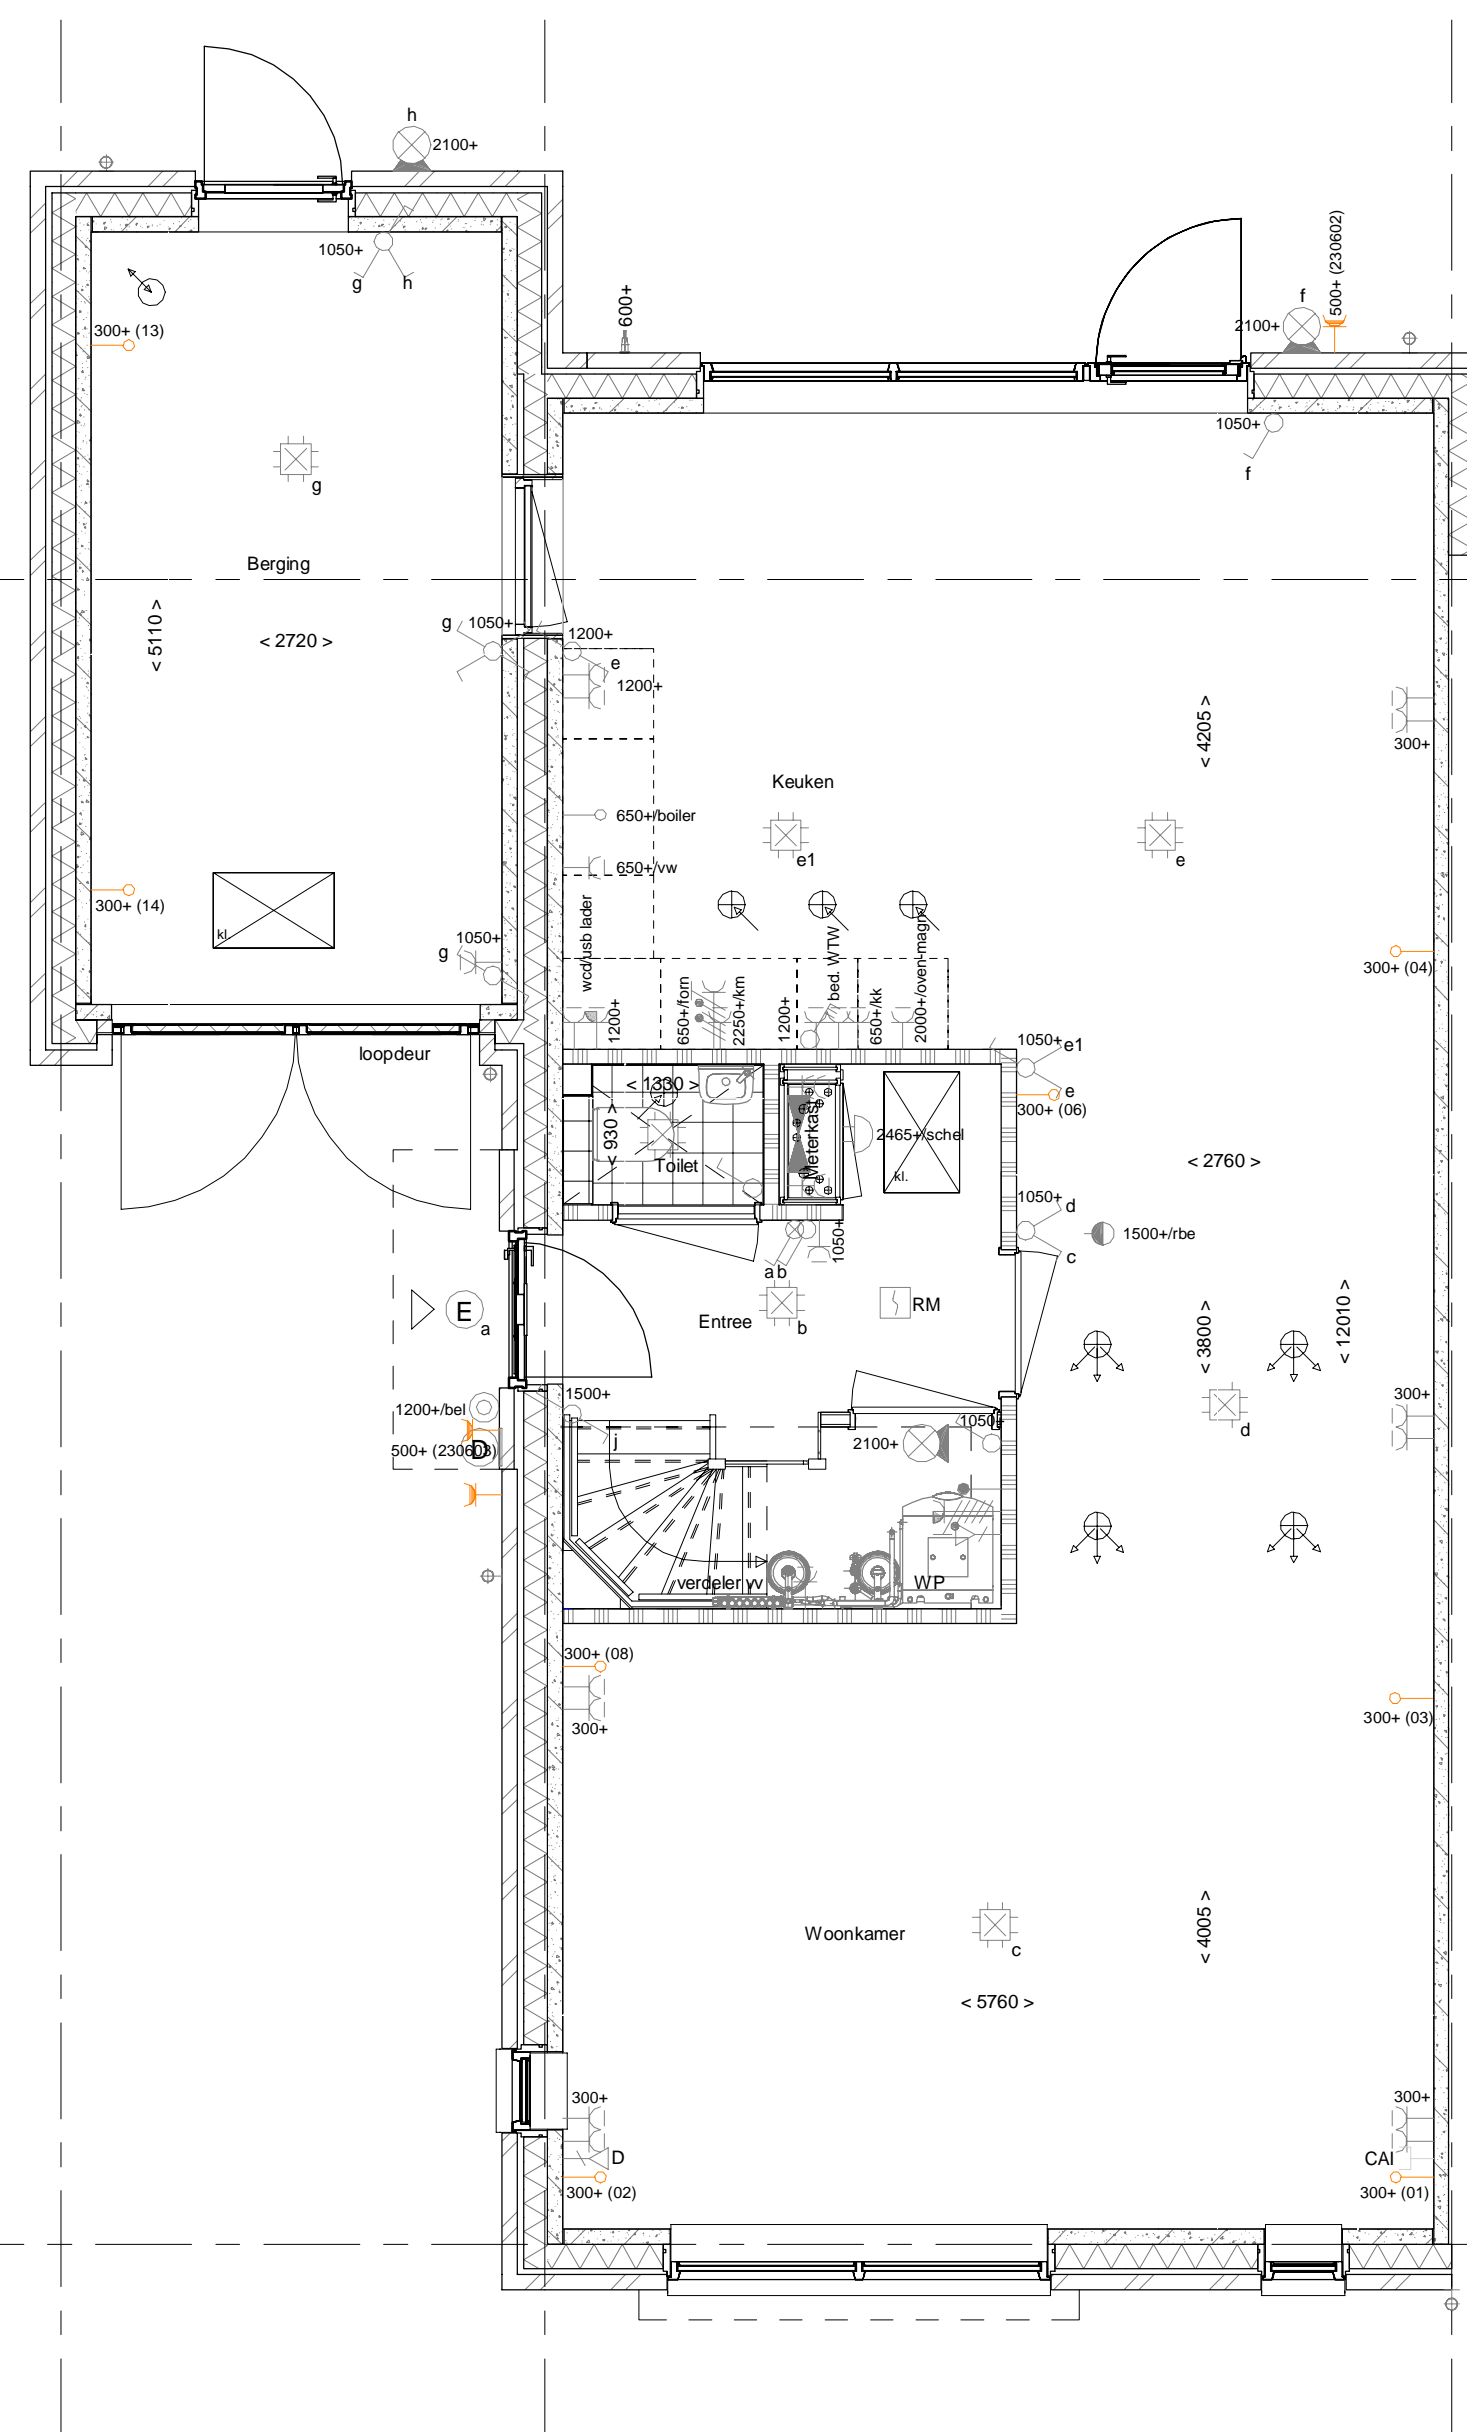 h
2100+
1050+
g
h
300+ (13)
600+
500+ (230602)
f
2100+
1050+
f
g
Berging
< 5110 >
< 2720 >
g
1050+
1200+
e
1200+
< 4205 >
300+
Keuken
650+/boiler
e1
e
650+/vw
300+ (14)
kl.
wcd/usb lader
g
1050+
bed. WTW
300+ (04)
1200+
650+/forn
2250+/km
1200+
650+/kk
2000+/oven-magn
loopdeur
1050+
e1
e
300+ (06)
< 1330 >
< 930 >
Toilet
Meterkast
2465+/schel
kl.
< 2760 >
1050+
d
c
1500+/rbe
1050+
a b
E
a
Entree
b
RM
< 3800 >
< 12010 >
1200+/bel
500+ (230603)
D
1500+
j
2100+
1050+
300+
d
verdeler vv
WP
300+ (08)
300+
300+ (03)
Woonkamer
c
< 4005 >
< 5760 >
300+
D
300+ (02)
300+
CAI
300+ (01)